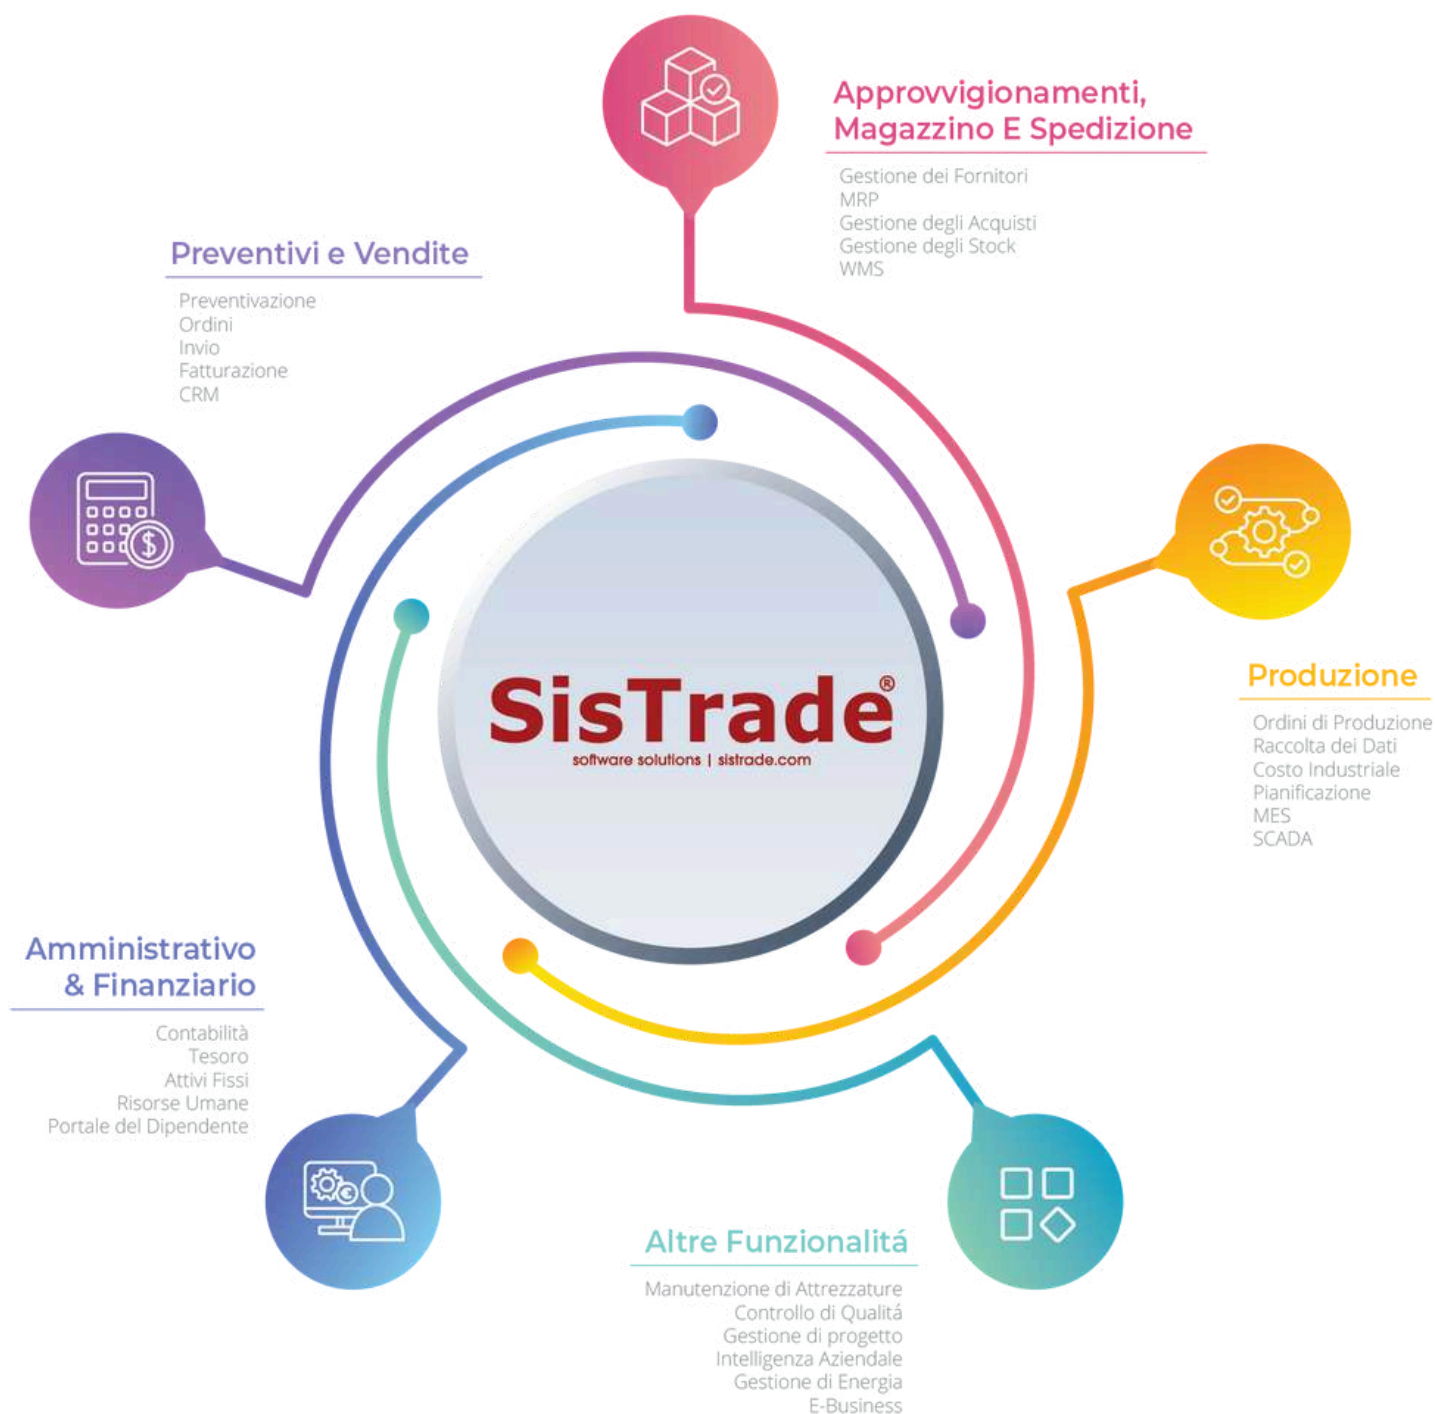 Approvvigionamenti,
Magazzino E Spedizione
Gestione dei Fornitori
MRP
Gestione degli Acquisti
Gestione degli Stock
WMS
Preventivi e Vendite
Preventivazione
Ordini
Invio
Fatturazione
CRM
$
SisTrade®
software solutions | sistrade.com
Produzione
Ordini di Produzione
Raccolta dei Dati
Costo Industriale
Pianificazione
MES
SCADA
Amministrativo
& Finanziario
Contabilità
Tesoro
Attivi Fissi
Risorse Umane
Portale del Dipendente
€
Altre Funzionalitá
Manutenzione di Attrezzature
Controllo di Qualitá
Gestione di progetto
Intelligenza Aziendale
Gestione di Energia
E-Business